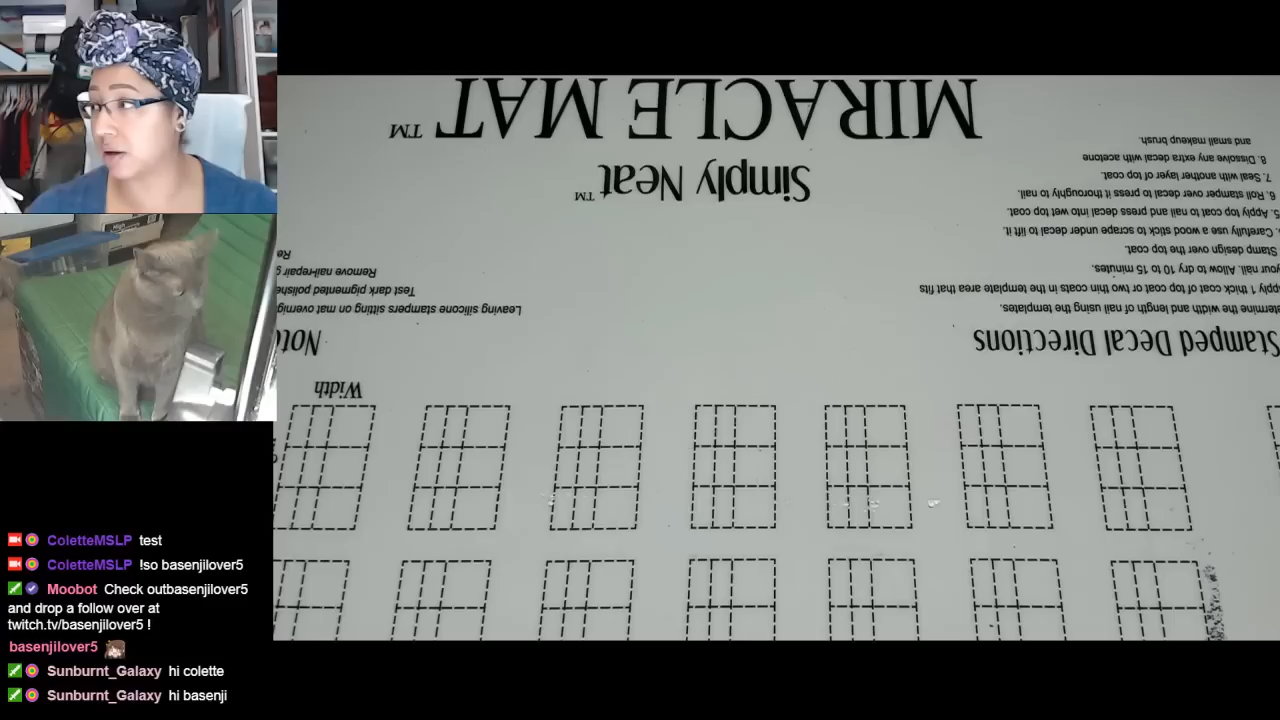 MIRACLE MAT™
Simply Neat™
and small makeup brush.
8. Dissolve any extra decal with acetone
7. Seal with another layer of top coat.
6. Roll stamper over decal to press it thoroughly to nail.
5. Apply top coat to nail and press decal into wet top coat.
. Carefully use a wood stick to scrape under decal to lift it.
Stamp design over the top coat.
your nail. Allow to dry 10 to 15 minutes.
pply 1 thick coat of top coat or two thin coats in the template area that fits
termine the width and length of nail using the templates.
Stamped Decal Directions
Re
Remove nail-repair g
Test dark pigmented polishe
Leaving silicone stampers sitting on mat overnig
Note
Width
High
ColetteMSLP test
ColetteMSLP !so basenjilover5
Moobot Check outbasenjilover5
and drop a follow over at
twitch.tv/basenjilover5 !
basenjilover5
Sunburnt_Galaxy hi colette
Sunburnt_Galaxy hi basenji